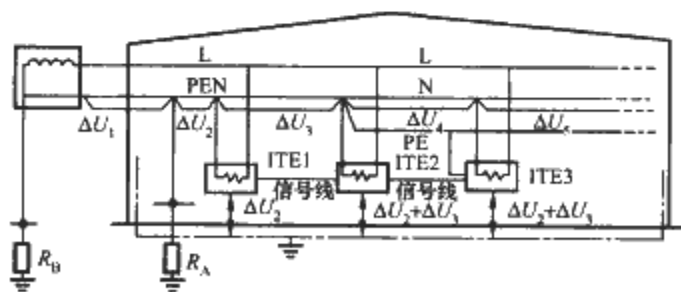 L L
PEN N
ΔU₁ ΔU₂ ΔU₃ ΔU₄ ΔU₅
PE
ITE1 ITE2 ITE3
信号线 信号线
ΔU₂ ΔU₂+ΔU₃ ΔU₂+ΔU₃
R_B R_A